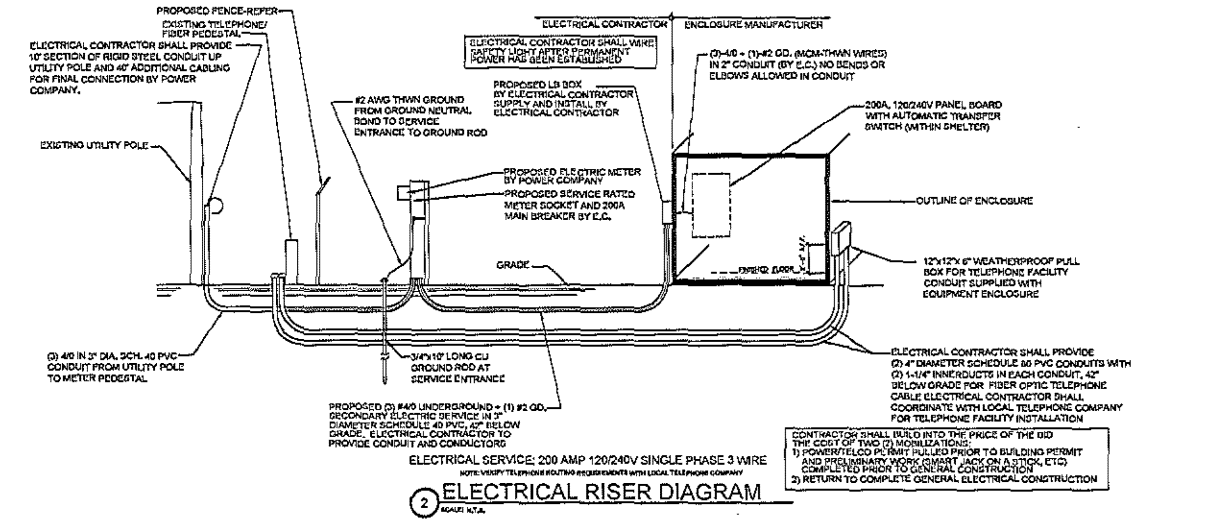 PROPOSED FENCE-REFER
EXISTING TELEPHONE/
FIBER PEDESTAL
ELECTRICAL CONTRACTOR SHALL PROVIDE
10' SECTION OF RIGID STEEL CONDUIT UP
UTILITY POLE AND 40' ADDITIONAL CABLING
FOR FINAL CONNECTION BY POWER
COMPANY.
EXISTING UTILITY POLE
#2 AWG THWN GROUND
FROM GROUND NEUTRAL
BOND TO SERVICE
ENTRANCE TO GROUND ROD
ELECTRICAL CONTRACTOR
ENCLOSURE MANUFACTURER
ELECTRICAL CONTRACTOR SHALL WIRE
SAFETY LIGHT AFTER PERMANENT
POWER HAS BEEN ESTABLISHED
PROPOSED LB BOX
BY ELECTRICAL CONTRACTOR
SUPPLY AND INSTALL BY
ELECTRICAL CONTRACTOR
(3)-4/0 + (1)-#2 GD. (MCM-THWN WIRES)
IN 2" CONDUIT (BY E.C.) NO BENDS OR
ELBOWS ALLOWED IN CONDUIT
200A, 120/240V PANEL BOARD
WITH AUTOMATIC TRANSFER
SWITCH (WITHIN SHELTER)
PROPOSED ELECTRIC METER
BY POWER COMPANY
PROPOSED SERVICE RATED
METER SOCKET AND 200A
MAIN BREAKER BY E.C.
OUTLINE OF ENCLOSURE
GRADE
FINISHED FLOOR
12"x12"x 6" WEATHERPROOF PULL
BOX FOR TELEPHONE FACILITY
CONDUIT SUPPLIED WITH
EQUIPMENT ENCLOSURE
(3) 4/0 IN 3" DIA. SCH. 40 PVC
CONDUIT FROM UTILITY POLE
TO METER PEDESTAL
3/4"x10' LONG CU
GROUND ROD AT
SERVICE ENTRANCE
PROPOSED (3) #4/0 UNDERGROUND + (1) #2 GD.
SECONDARY ELECTRIC SERVICE IN 3"
DIAMETER SCHEDULE 40 PVC, 42" BELOW
GRADE. ELECTRICAL CONTRACTOR TO
PROVIDE CONDUIT AND CONDUCTORS
ELECTRICAL CONTRACTOR SHALL PROVIDE
(2) 4" DIAMETER SCHEDULE 80 PVC CONDUITS WITH
(2) 1-1/4" INNERDUCTS IN EACH CONDUIT, 42"
BELOW GRADE FOR FIBER OPTIC TELEPHONE
CABLE ELECTRICAL CONTRACTOR SHALL
COORDINATE WITH LOCAL TELEPHONE COMPANY
FOR TELEPHONE FACILITY INSTALLATION
CONTRACTOR SHALL BUILD INTO THE PRICE OF THE BID
THE COST OF TWO (2) MOBILIZATIONS:
1) POWER/TELCO PERMIT PULLED PRIOR TO BUILDING PERMIT
AND PRELIMINARY WORK (SMART JACK ON A STICK, ETC)
COMPLETED PRIOR TO GENERAL CONSTRUCTION
2) RETURN TO COMPLETE GENERAL ELECTRICAL CONSTRUCTION
ELECTRICAL SERVICE; 200 AMP 120/240V SINGLE PHASE 3 WIRE
NOTE: VERIFY TELEPHONE ROUTING REQUIREMENTS WITH LOCAL TELEPHONE COMPANY
2 ELECTRICAL RISER DIAGRAM
SCALE: N.T.S.